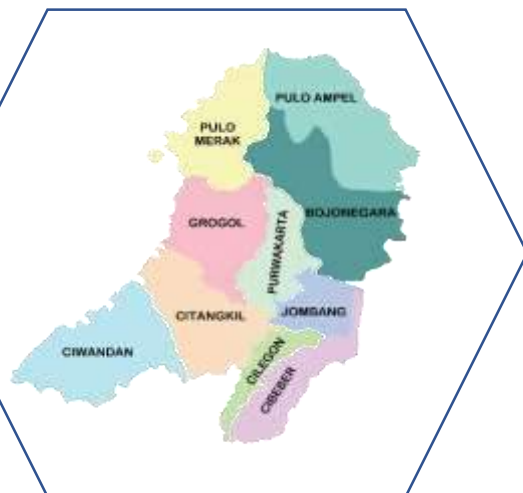 PULO AMPEL
PULO
MERAK
BOJONEGARA
GROGOL
PURWAKARTA
CITANGKIL
JOMBANG
CIWANDAN
CILEGON
CIBEBER